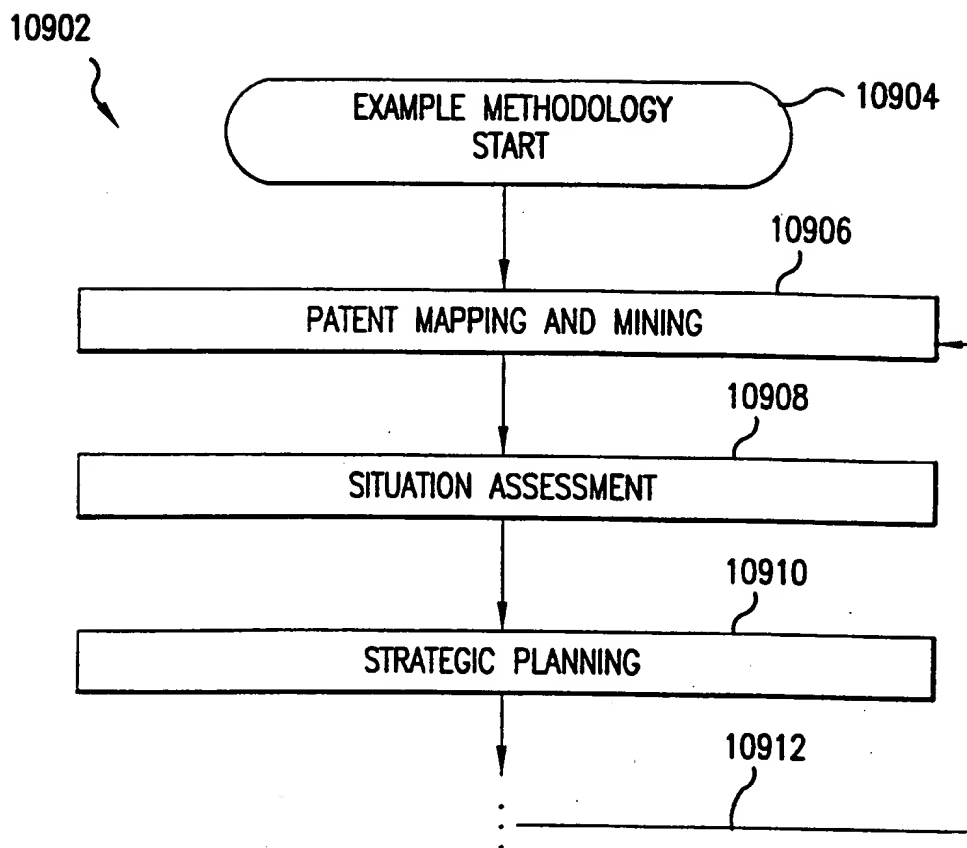 10902
EXAMPLE METHODOLOGY
START
10904
10906
PATENT MAPPING AND MINING
10908
SITUATION ASSESSMENT
10910
STRATEGIC PLANNING
10912